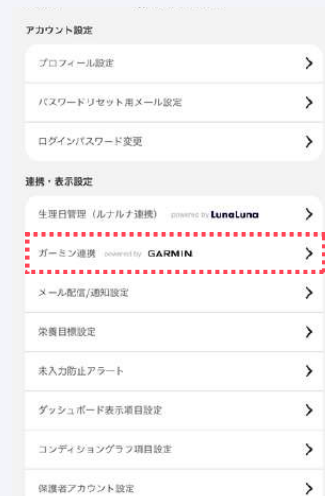 アカウント設定
プロフィール設定
パスワードリセット用メール設定
ログインパスワード変更
連携・表示設定
生理日管理（ルナルナ連携） powered by LunaLuna
ガーミン連携 powered by GARMIN
メール配信/通知設定
栄養目標設定
未入力防止アラート
ダッシュボード表示項目設定
コンディショングラフ項目設定
保護者アカウント設定